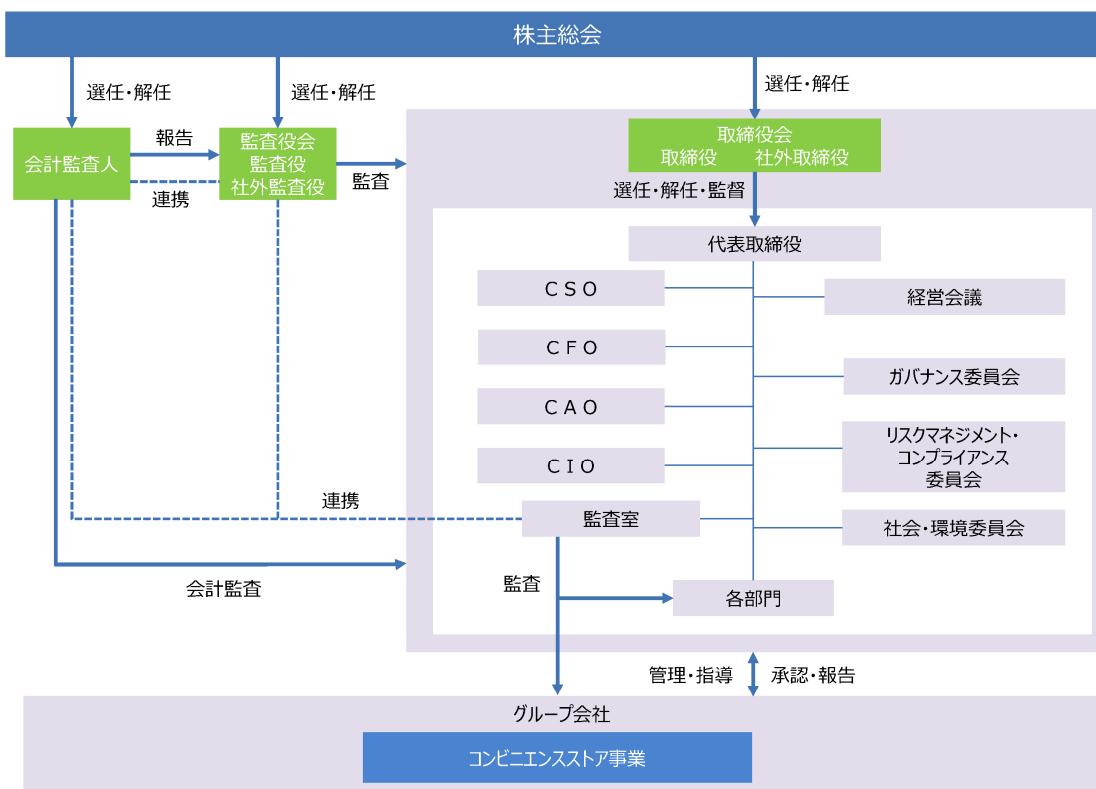 株主総会
選任・解任
選任・解任
選任・解任
会計監査人
報告
連携
監査役会
監査役
社外監査役
監査
取締役会
取締役 社外取締役
選任・解任・監督
代表取締役
ＣＳＯ
経営会議
ＣＦＯ
ガバナンス委員会
ＣＡＯ
リスクマネジメント・
コンプライアンス
委員会
ＣＩＯ
連携
監査室
社会・環境委員会
会計監査
監査
各部門
管理・指導
承認・報告
グループ会社
コンビニエンスストア事業